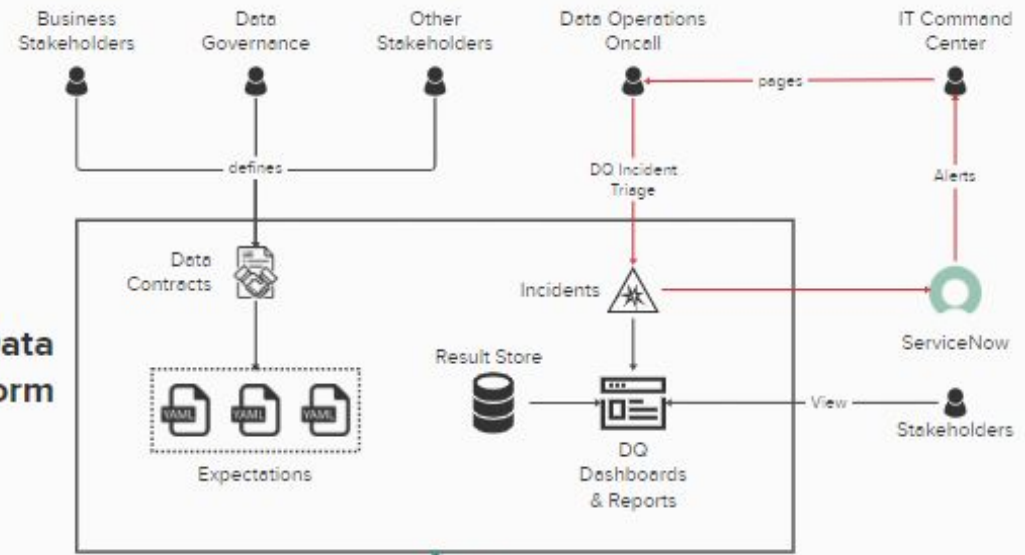 Business
Stakeholders
Data
Governance
Other
Stakeholders
Data Operations
Oncall
IT Command
Center
pages
defines
DQ Incident
Triage
Alerts
Data
Contracts
Incidents
ServiceNow
ata
orm
Result Store
YAML
YAML
YAML
View
Stakeholders
Expectations
DQ
Dashboards
& Reports